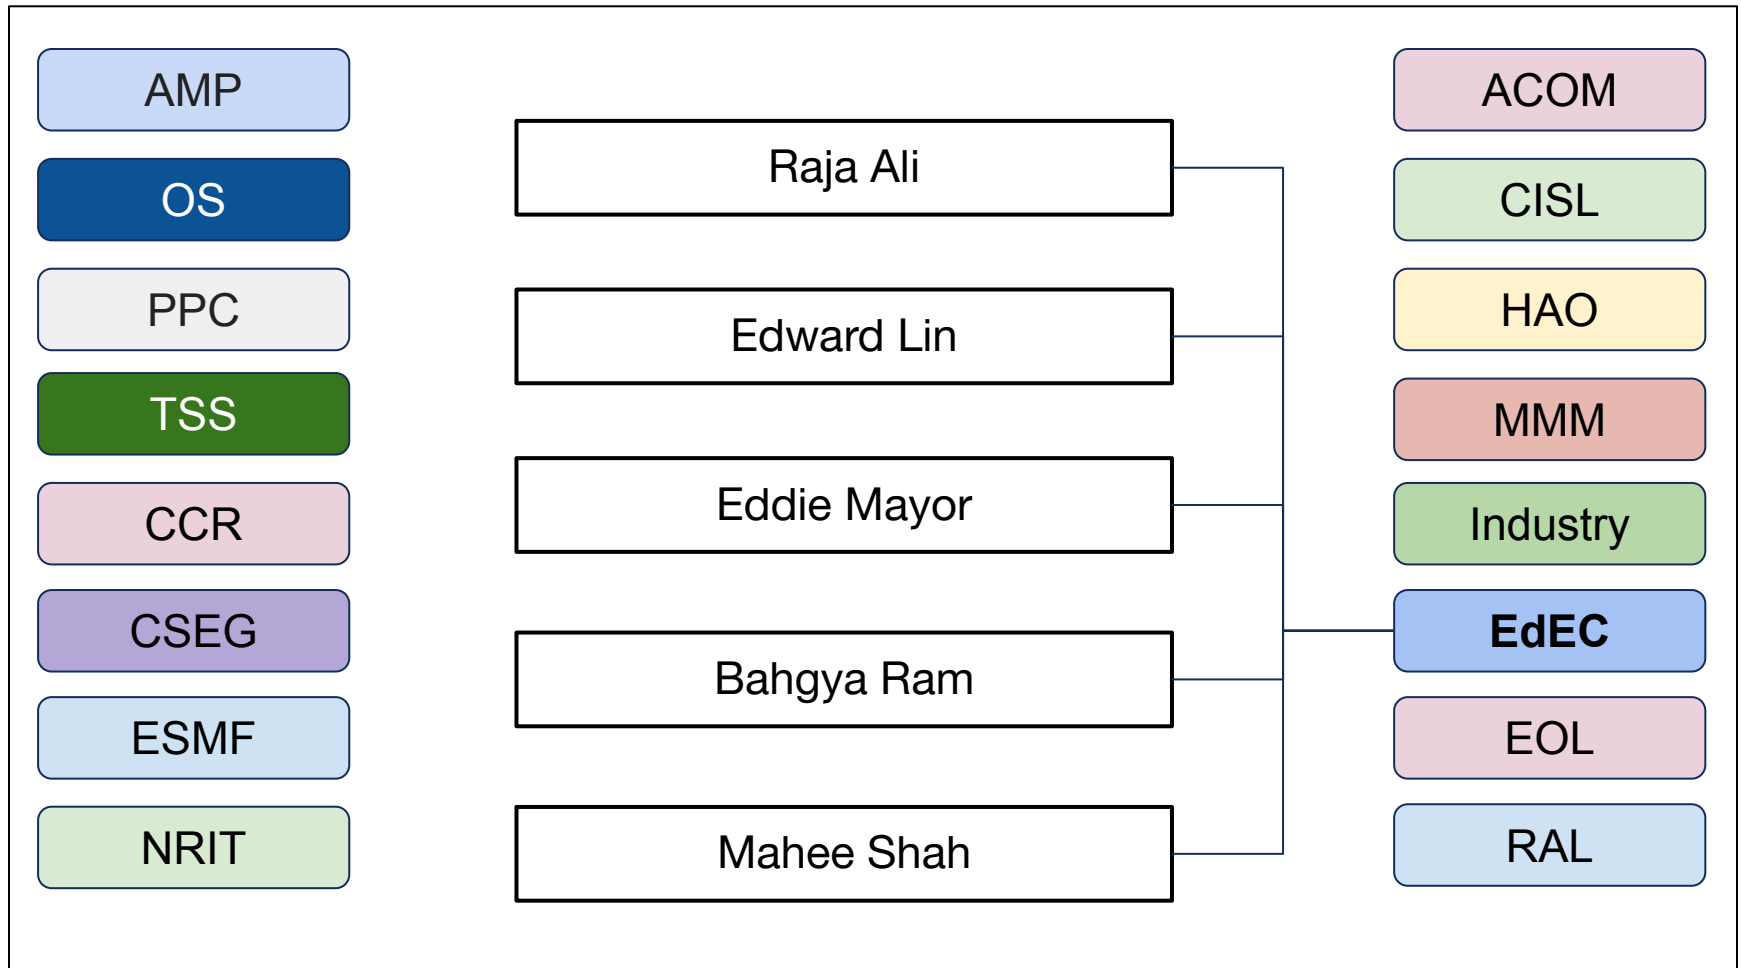 AMP
OS
PPC
TSS
CCR
CSEG
ESMF
NRIT
Raja Ali
Edward Lin
Eddie Mayor
Bahgya Ram
Mahee Shah
ACOM
CISL
HAO
MMM
Industry
EdEC
EOL
RAL